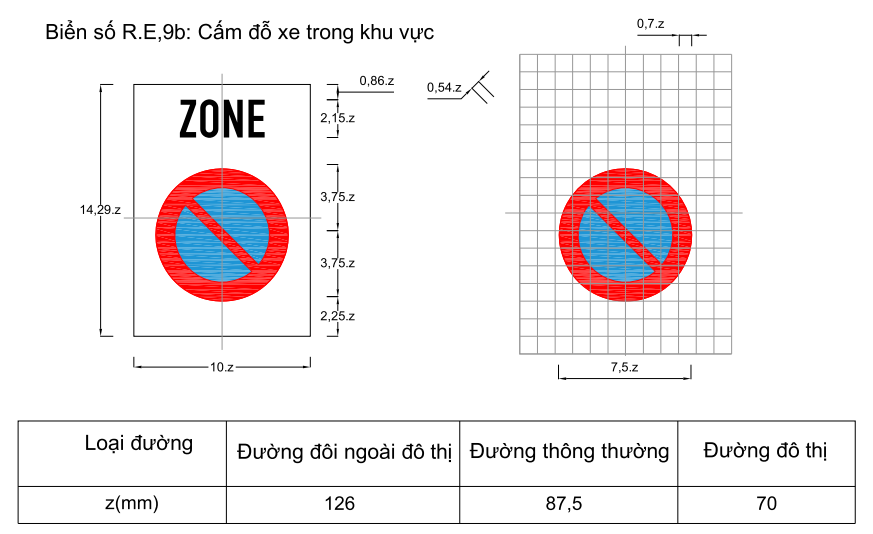 Biển số R.E,9b: Cấm đỗ xe trong khu vực
0,7.z
0,86.z
0,54.z
ZONE
2,15.z
3,75.z
14,29.z
3,75.z
2,25.z
10.z
7,5.z
Loại đường Đường đôi ngoài đô thị Đường thông thường Đường đô thị
z(mm) 126 87,5 70